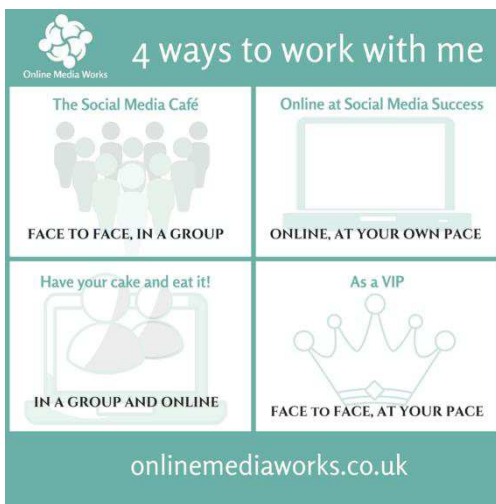 Online Media Works
4 ways to work with me
The Social Media Café
FACE TO FACE, IN A GROUP
Online at Social Media Success
ONLINE, AT YOUR OWN PACE
Have your cake and eat it!
IN A GROUP AND ONLINE
As a VIP
FACE TO FACE, AT YOUR PACE
onlinemediaworks.co.uk